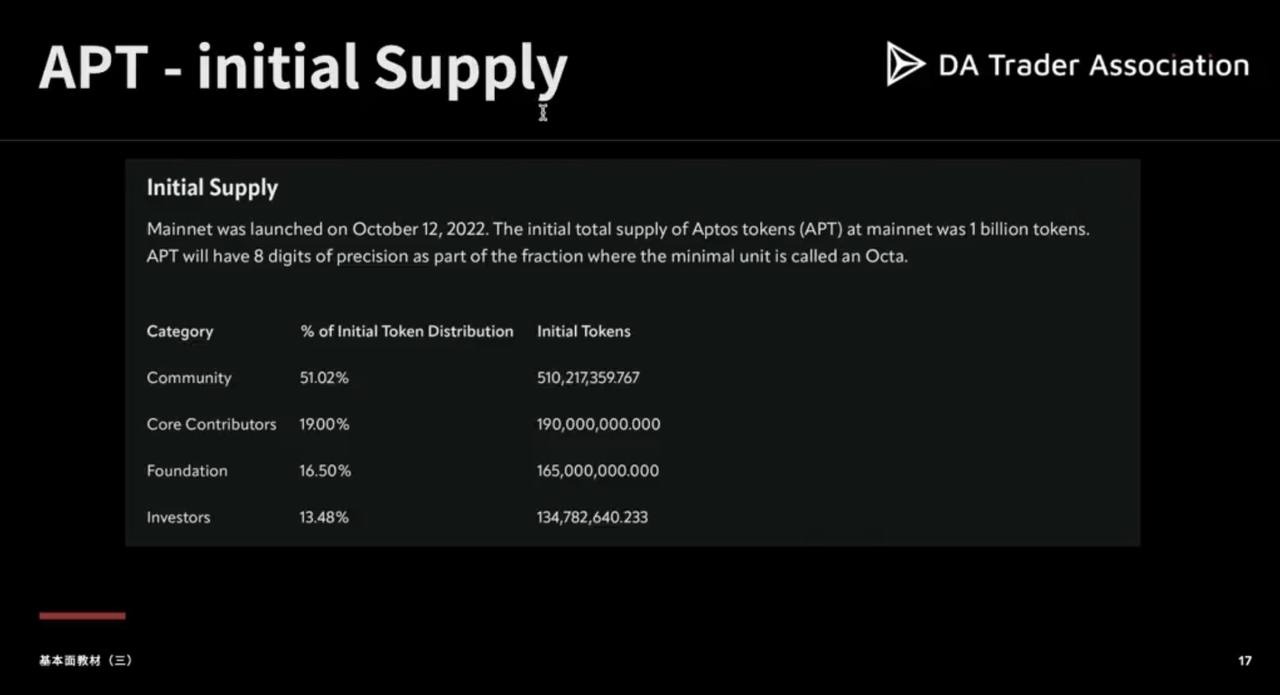 APT - initial Supply
DA Trader Association
Initial Supply
Mainnet was launched on October 12, 2022. The initial total supply of Aptos tokens (APT) at mainnet was 1 billion tokens.
APT will have 8 digits of precision as part of the fraction where the minimal unit is called an Octa.
Category % of Initial Token Distribution Initial Tokens
Community 51.02% 510,217,359.767
Core Contributors 19.00% 190,000,000.000
Foundation 16.50% 165,000,000.000
Investors 13.48% 134,782,640.233
基本面教材（三）
17